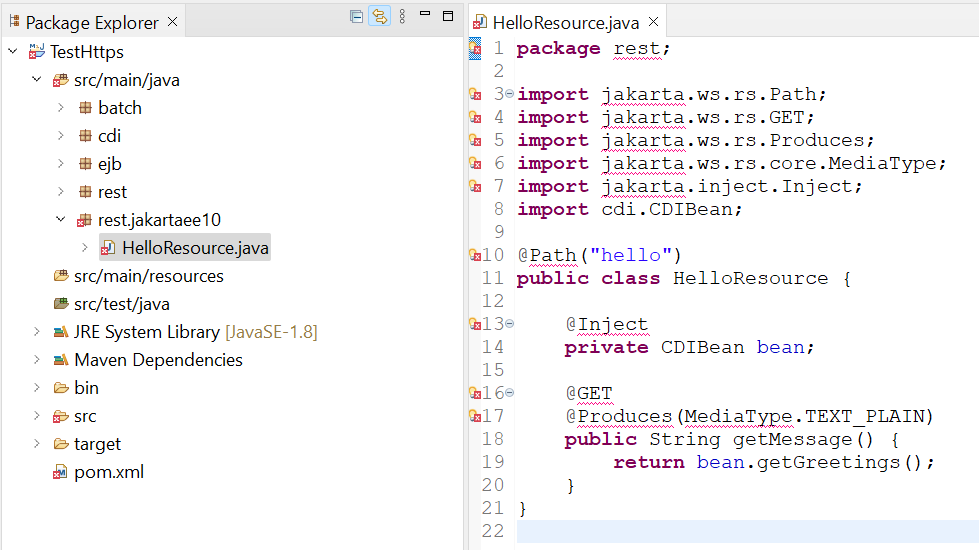 Package Explorer
TestHttps
src/main/java
batch
cdi
ejb
rest
rest.jakartaee10
HelloResource.java
src/main/resources
src/test/java
JRE System Library [JavaSE-1.8]
Maven Dependencies
bin
src
target
pom.xml
HelloResource.java
1 package rest;
2
3 import jakarta.ws.rs.Path;
4 import jakarta.ws.rs.GET;
5 import jakarta.ws.rs.Produces;
6 import jakarta.ws.rs.core.MediaType;
7 import jakarta.inject.Inject;
8 import cdi.CDIBean;
9
10 @Path("hello")
11 public class HelloResource {
12
13     @Inject
14     private CDIBean bean;
15
16     @GET
17     @Produces(MediaType.TEXT_PLAIN)
18     public String getMessage() {
19         return bean.getGreetings();
20     }
21 }
22